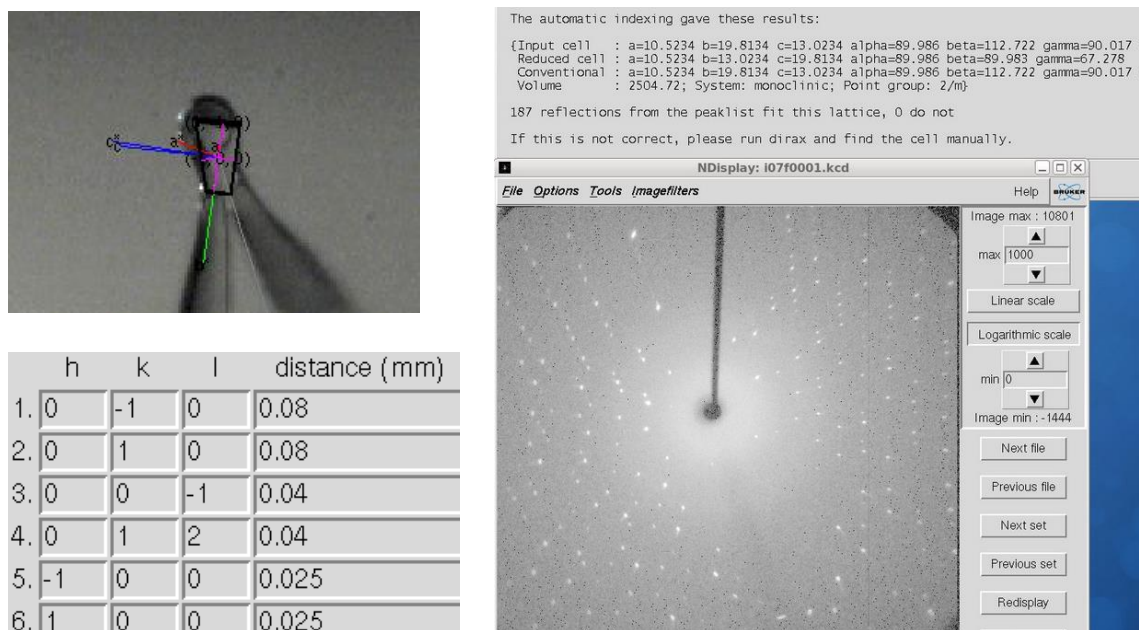 The automatic indexing gave these results:
{Input cell : a=10.5234 b=19.8134 c=13.0234 alpha=89.986 beta=112.722 gamma=90.017
Reduced cell : a=10.5234 b=13.0234 c=19.8134 alpha=89.986 beta=89.983 gamma=67.278
Conventional : a=10.5234 b=19.8134 c=13.0234 alpha=89.986 beta=112.722 gamma=90.017
Volume : 2504.72; System: monoclinic; Point group: 2/m}
187 reflections from the peaklist fit this lattice, 0 do not
If this is not correct, please run dirax and find the cell manually.
NDisplay: i07f0001.kcd
File Options Tools Imagefilters Help BRUKER
Image max : 10801
max 1000
Linear scale
Logarithmic scale
min 0
Image min : -1444
Next file
Previous file
Next set
Previous set
Redisplay
h k l distance (mm)
1. 0 -1 0 0.08
2. 0 1 0 0.08
3. 0 0 -1 0.04
4. 0 1 2 0.04
5. -1 0 0 0.025
6. 1 0 0 0.025